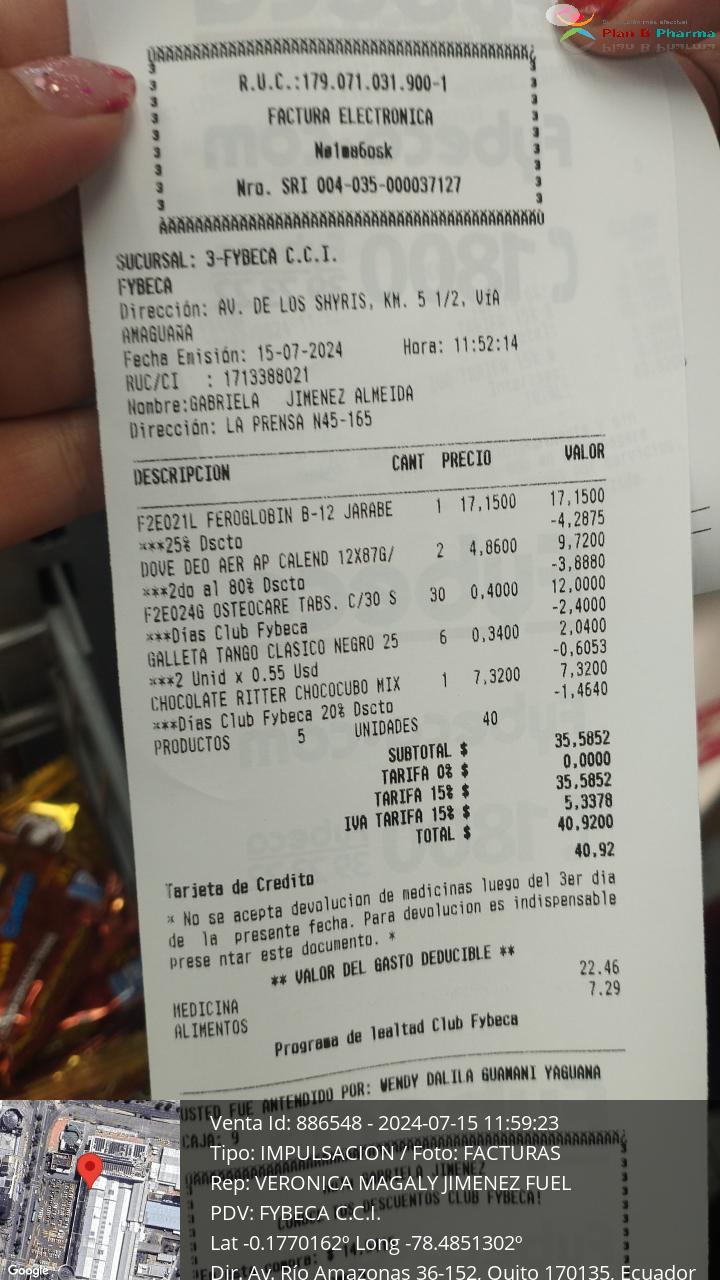 Plan B Pharma
R.U.C.:179.071.031.900-1
FACTURA ELECTRONICA
Nø1мa6osk
Nro. SRI 004-035-000037127
SUCURSAL: 3-FYBECA C.C.I.
FYBECA
Dirección: AV. DE LOS SHYRIS, KM. 5 1/2, VíA
AMAGUAñA
Fecha Emisión: 15-07-2024 Hora: 11:52:14
RUC/CI : 1713388021
Nombre:GABRIELA JIMENEZ ALMEIDA
Dirección: LA PRENSA N45-165
DESCRIPCION CANT PRECIO VALOR
F2E021L FEROGLOBIN B-12 JARABE 1 17,1500 17,1500
***25% Dscto -4,2875
DOVE DEO AER AP CALEND 12X87G/ 2 4,8600 9,7200
***2do al 80% Dscto -3,8880
F2E024G OSTEOCARE TABS. C/30 S 30 0,4000 12,0000
***Días Club Fybeca -2,4000
GALLETA TANGO CLASICO NEGRO 25 6 0,3400 2,0400
***2 Unid x 0.55 Usd -0,6053
CHOCOLATE RITTER CHOCOCUBO MIX 1 7,3200 7,3200
***Días Club Fybeca 20% Dscto -1,4640
PRODUCTOS 5 UNIDADES 40
SUBTOTAL $ 35,5852
TARIFA 0% $ 0,0000
TARIFA 15% $ 35,5852
IVA TARIFA 15% $ 5,3378
TOTAL $ 40,9200
Tarjeta de Credito 40,92
* No se acepta devolucion de medicinas luego del 3er dia
de la presente fecha. Para devolucion es indispensable
prese ntar este documento. *
** VALOR DEL GASTO DEDUCIBLE **
MEDICINA 22.46
ALIMENTOS 7.29
Programa de lealtad Club Fybeca
USTED FUE ANTENDIDO POR: WENDY DALILA GUAMANI YAGUANA
CAJA: 9
GABRIELA JIMENEZ
DESCUENTOS CLUB FYBECA!
Venta Id: 886548 - 2024-07-15 11:59:23
Tipo: IMPULSACION / Foto: FACTURAS
Rep: VERONICA MAGALY JIMENEZ FUEL
PDV: FYBECA C.C.I.
Lat -0.1770162º Long -78.4851302º
Dir. Av. Río Amazonas 36-152, Quito 170135, Ecuador
Google